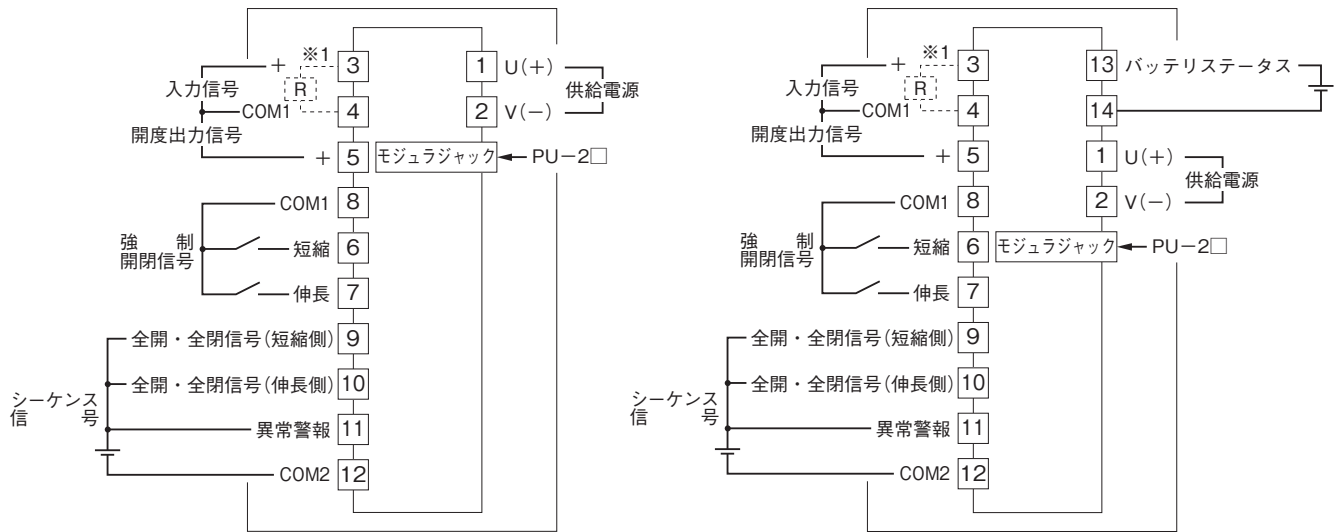 ※1
+
3
1
U(+)
入力信号
R
供給電源
COM1
4
2
V(−)
開度出力信号
+
5
モジュラジャック
PU−2□
COM1
8
強　制
開閉信号
短縮
6
伸長
7
全開・全閉信号(短縮側)
9
全開・全閉信号(伸長側)
10
シーケンス
信　号
異常警報
11
COM2
12
※1
+
3
13
バッテリステータス
入力信号
R
COM1
4
14
開度出力信号
+
5
1
U(+)
供給電源
COM1
8
2
V(−)
強　制
開閉信号
短縮
6
モジュラジャック
PU−2□
伸長
7
全開・全閉信号(短縮側)
9
全開・全閉信号(伸長側)
10
シーケンス
信　号
異常警報
11
COM2
12